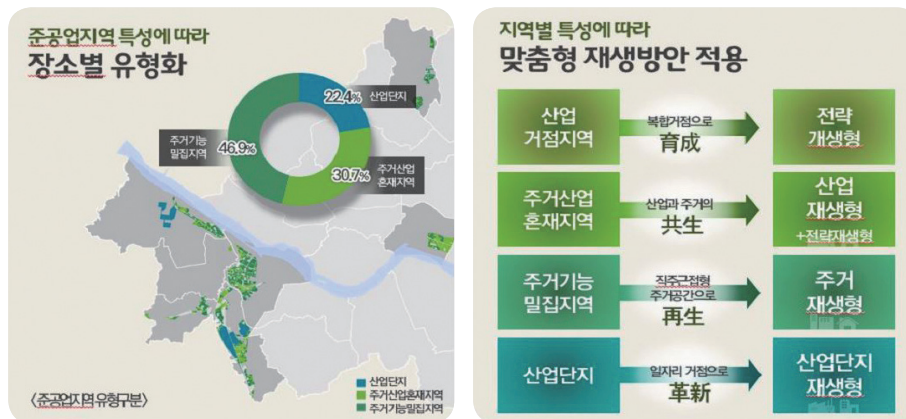 준공업지역 특성에 따라
장소별 유형화
22.4% 산업단지
주거기능
밀집지역
46.9%
30.7%
주거산업
혼재지역
산업단지
주거산업혼재지역
주거기능밀집지역
<준공업지역 유형구분>
지역별 특성에 따라
맞춤형 재생방안 적용
산업
거점지역
복합거점으로
育成
전략
개생형
주거산업
혼재지역
산업과 주거의
共生
산업
재생형
+전략재생형
주거기능
밀집지역
직주근접형
주거공간으로
再生
주거
재생형
산업단지
일자리 거점으로
革新
산업단지
재생형